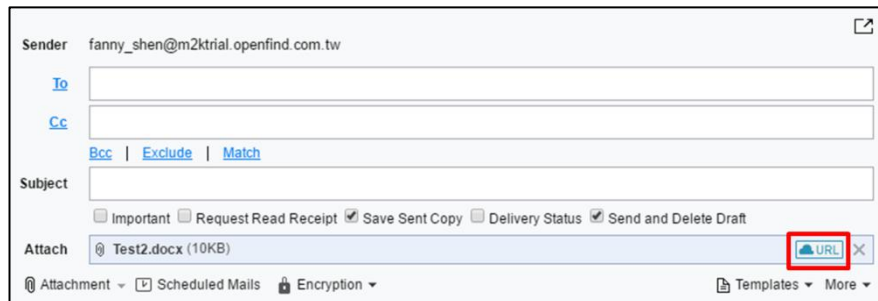 Sender fanny_shen@m2ktrial.openfind.com.tw
To
Cc
Bcc | Exclude | Match
Subject
Important Request Read Receipt Save Sent Copy Delivery Status Send and Delete Draft
Attach Test2.docx (10KB) URL
Attachment Scheduled Mails Encryption Templates More